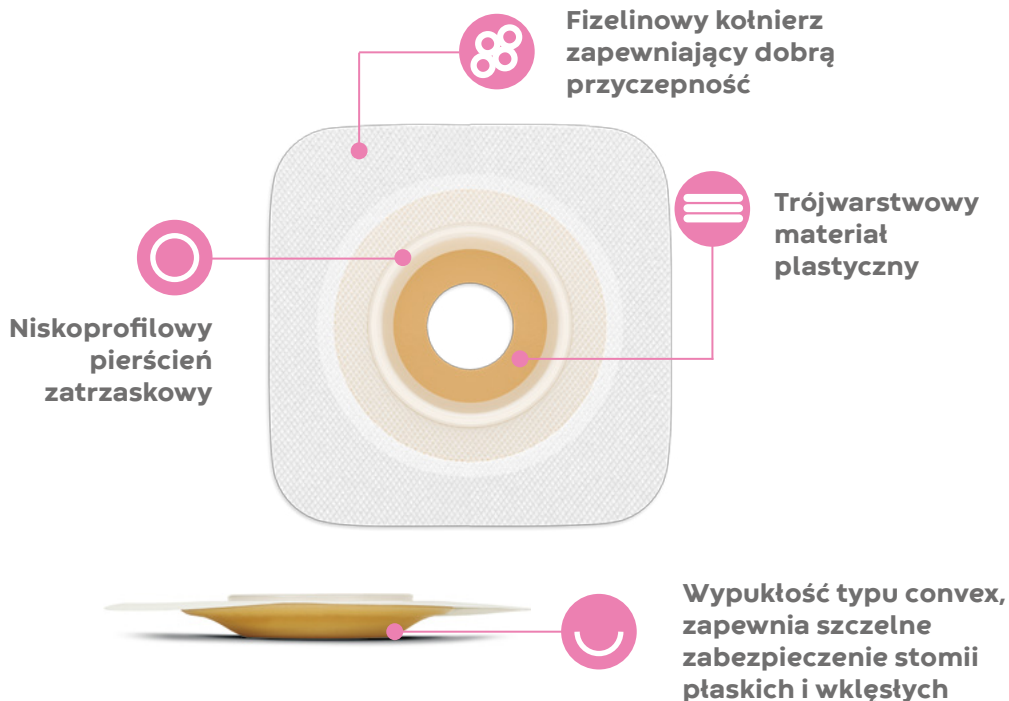 Fizelinowy kołnierz
zapewniający dobrą
przyczepność
Trójwarstwowy
materiał
plastyczny
Niskoprofilowy
pierścień
zatrzaskowy
Wypukłość typu convex,
zapewnia szczelne
zabezpieczenie stomii
płaskich i wklęsłych